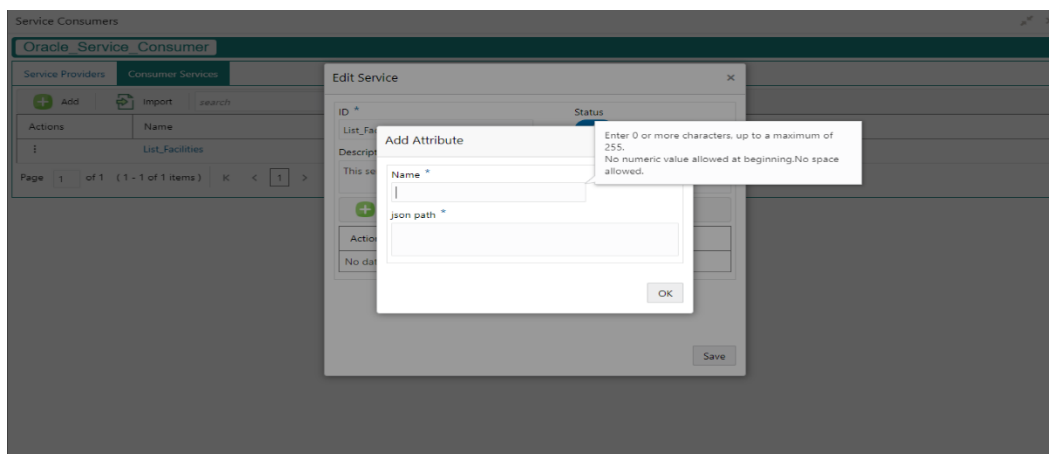 Service Consumers
Oracle_Service_Consumer
Service Providers Consumer Services
Add Import search
Actions Name
List_Facilities
Page 1 of 1 (1 - 1 of 1 items) K < 1 >
Edit Service ×
ID * Status
List_Fa
Descript
This se
Action
No dat
Add Attribute
Enter 0 or more characters, up to a maximum of
255.
No numeric value allowed at beginning.No space
allowed.
Name *
json path *
OK
Save